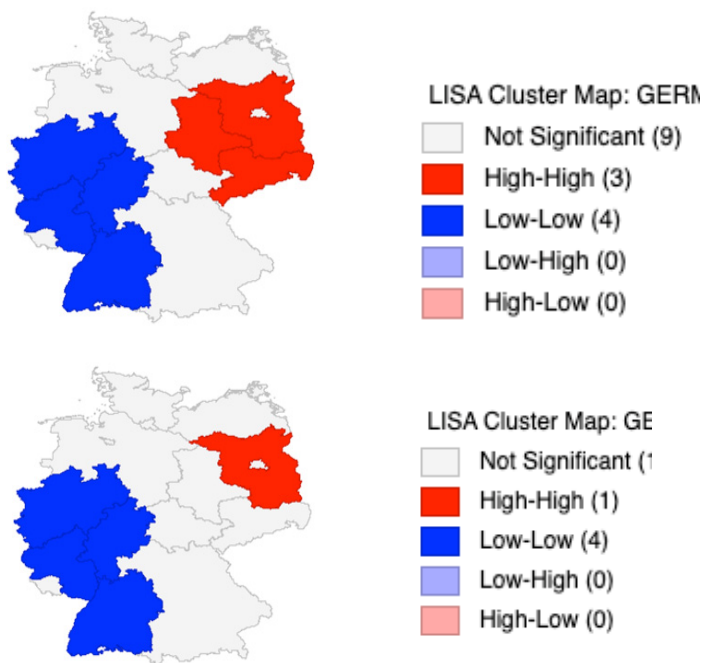 LISA Cluster Map: GERM
Not Significant (9)
High-High (3)
Low-Low (4)
Low-High (0)
High-Low (0)
LISA Cluster Map: GE
Not Significant (1
High-High (1)
Low-Low (4)
Low-High (0)
High-Low (0)